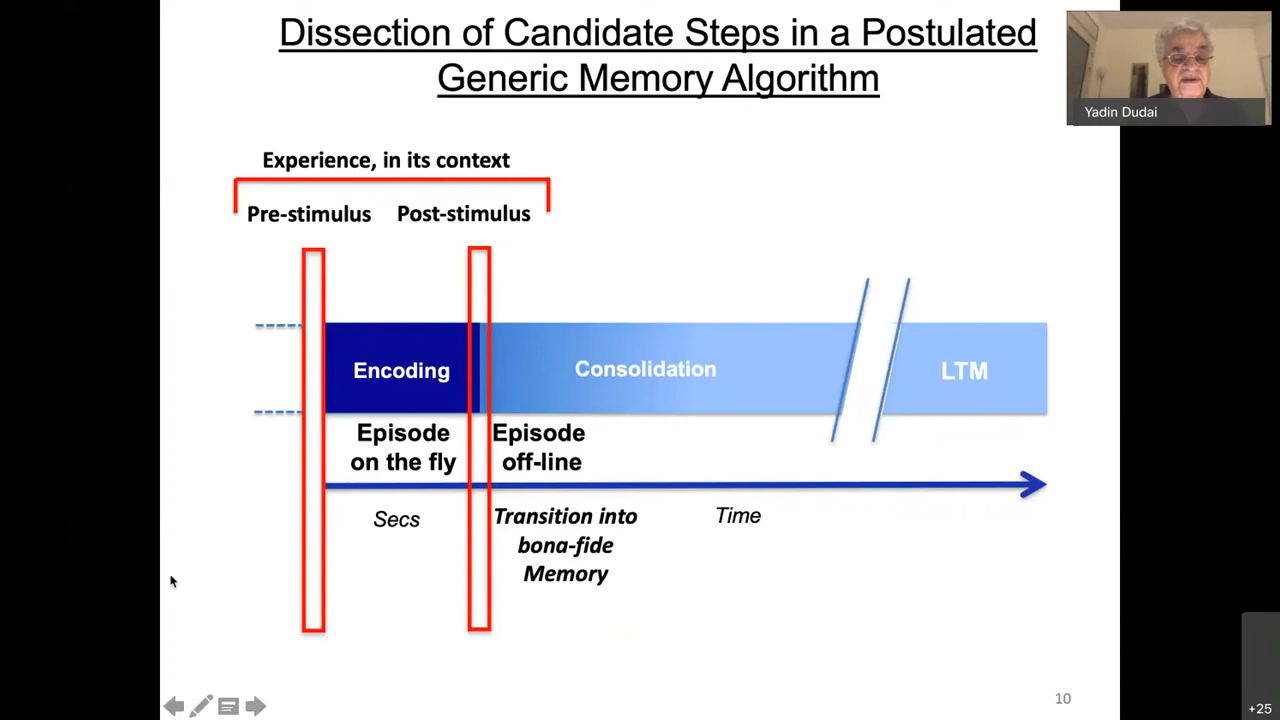 Dissection of Candidate Steps in a Postulated
Generic Memory Algorithm
Yadin Dudai
Experience, in its context
Pre-stimulus
Post-stimulus
Encoding
Consolidation
LTM
Episode
on the fly
Episode
off-line
Secs
Transition into
bona-fide
Memory
Time
10
+25